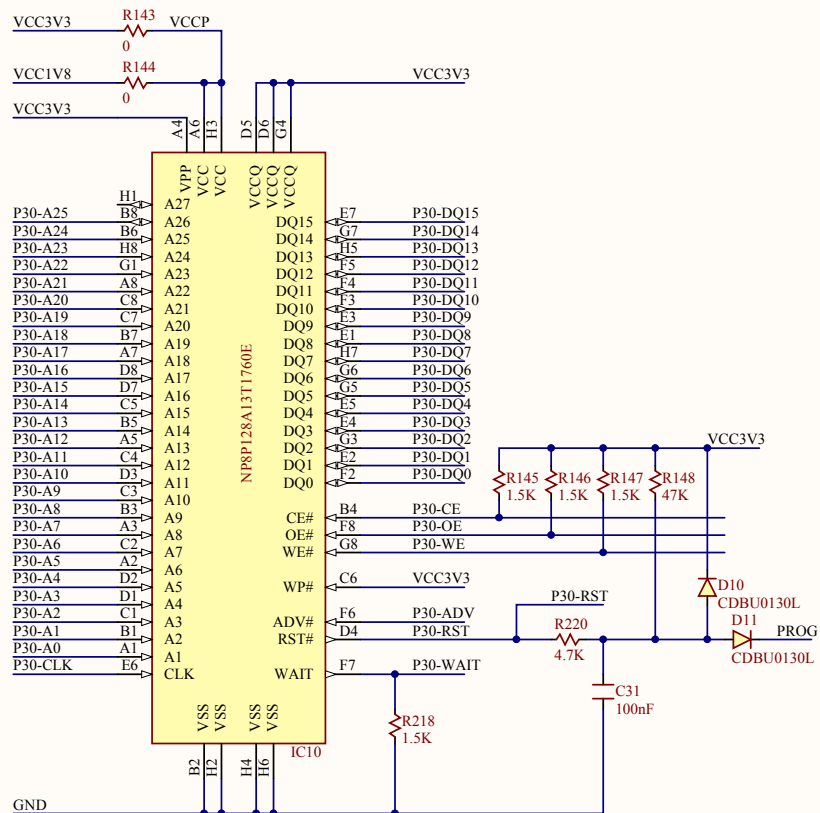 VCC3V3 R143 VCCP
0
VCC1V8 R144 VCC3V3
0
VCC3V3
A4 A6 H3 D5 D6 G4
VPP VCC VCC VCCQ VCCQ VCCQ
H1 A27
P30-A25 B8 A26 DQ15 E7 P30-DQ15
P30-A24 B6 A25 DQ14 G7 P30-DQ14
P30-A23 H8 A24 DQ13 H5 P30-DQ13
P30-A22 G1 A23 DQ12 F5 P30-DQ12
P30-A21 A8 A22 DQ11 F4 P30-DQ11
P30-A20 C8 A21 DQ10 F3 P30-DQ10
P30-A19 C7 A20 DQ9 E3 P30-DQ9
P30-A18 B7 A19 DQ8 E1 P30-DQ8
P30-A17 A7 A18 DQ7 H7 P30-DQ7
P30-A16 D8 A17 DQ6 G6 P30-DQ6
P30-A15 D7 A16 DQ5 G5 P30-DQ5
P30-A14 C5 A15 DQ4 E5 P30-DQ4
P30-A13 B5 A14 DQ3 E4 P30-DQ3
P30-A12 A5 A13 DQ2 G3 P30-DQ2
P30-A11 C4 A12 DQ1 E2 P30-DQ1
P30-A10 D3 A11 DQ0 F2 P30-DQ0
P30-A9 C3 A10
P30-A8 B3 A9 CE# B4 P30-CE
P30-A7 A3 A8 OE# F8 P30-OE
P30-A6 C2 A7 WE# G8 P30-WE
P30-A5 A2 A6
P30-A4 D2 A5 WP# C6 VCC3V3
P30-A3 D1 A4
P30-A2 C1 A3 ADV# F6 P30-ADV
P30-A1 B1 A2 RST# D4 P30-RST
P30-A0 A1 A1
P30-CLK E6 CLK WAIT F7 P30-WAIT
NP8P128A13T1760E
VCC3V3
R145 R146 R147 R148
1.5K 1.5K 1.5K 47K
P30-RST
D10
CDBU0130L
R220
4.7K
D11
CDBU0130L
PROG
C31
100nF
R218
1.5K
VSS VSS VSS VSS
IC10
B2 H2 H4 H6
GND